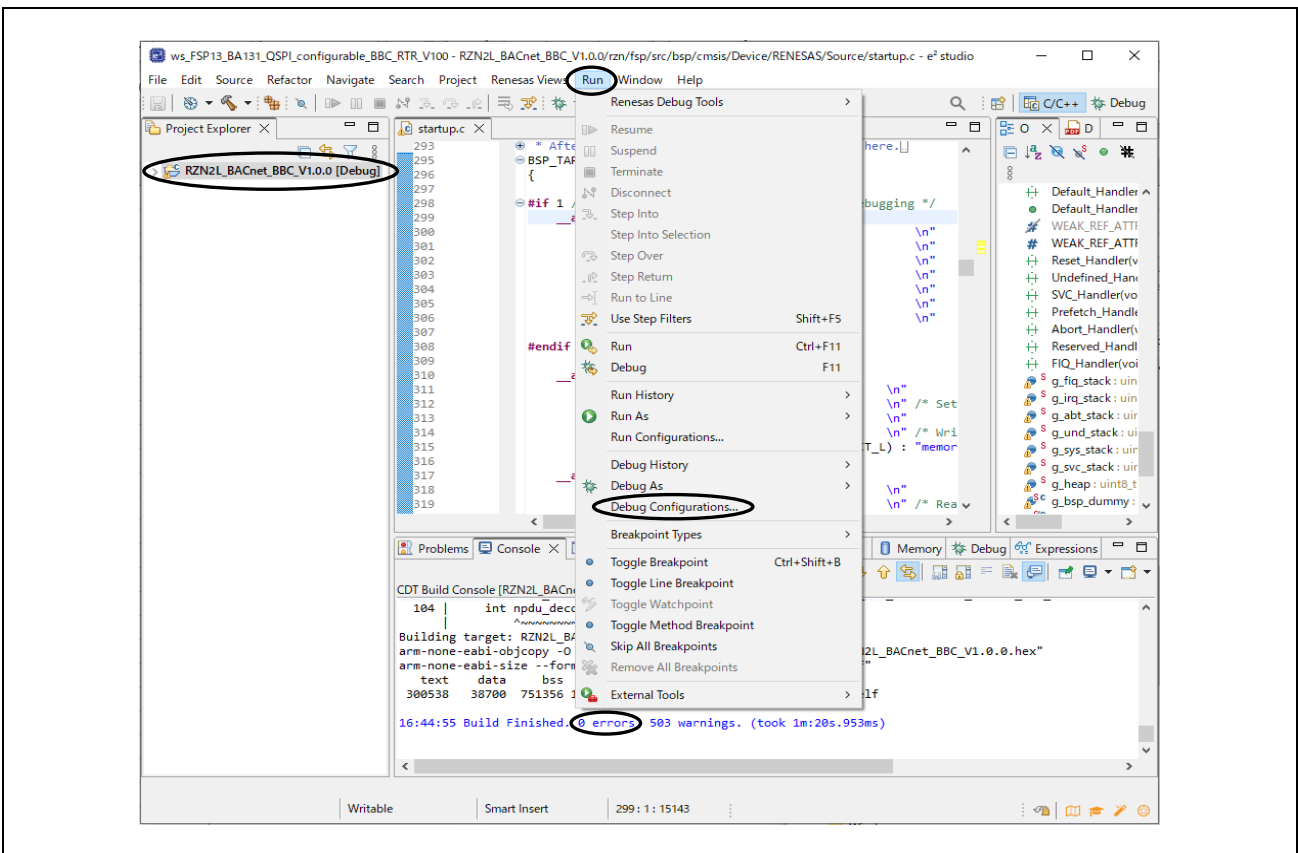 ws_FSP13_BA131_QSPI_configurable_BBC_RTR_V100 - RZN2L_BACnet_BBC_V1.0.0/rzn/fsp/src/bsp/cmsis/Device/RENESAS/Source/startup.c - e² studio
File Edit Source Refactor Navigate Search Project Renesas Views Run Window Help
C/C++ Debug
Project Explorer
RZN2L_BACnet_BBC_V1.0.0 [Debug]
startup.c
293 * Afte here.
295 BSP_TAR
296 {
297
298 #if 1 / bugging */
299
300 \n"
301 \n"
302 \n"
303 \n"
304 \n"
305 \n"
306 \n"
307
308 #endif
309
310
311 \n"
312 \n" /* Set
313 \n"
314 \n" /* Wri
315 T_L) : "memor
316
317
318 \n"
319 \n" /* Rea
Renesas Debug Tools
Resume
Suspend
Terminate
Disconnect
Step Into
Step Into Selection
Step Over
Step Return
Run to Line
Use Step Filters Shift+F5
Run Ctrl+F11
Debug F11
Run History
Run As
Run Configurations...
Debug History
Debug As
Debug Configurations...
Breakpoint Types
Toggle Breakpoint Ctrl+Shift+B
Toggle Line Breakpoint
Toggle Watchpoint
Toggle Method Breakpoint
Skip All Breakpoints
Remove All Breakpoints
External Tools
O D
Default_Handler
Default_Handler
WEAK_REF_ATTI
WEAK_REF_ATTI
Reset_Handler(v
Undefined_Han
SVC_Handler(vo
Prefetch_Handle
Abort_Handler(v
Reserved_Handl
FIQ_Handler(voi
g_fiq_stack : uin
g_irq_stack : uin
g_abt_stack : uir
g_und_stack : ui
g_sys_stack : uir
g_svc_stack : uir
g_heap : uint8_t
g_bsp_dummy :
Problems Console Memory Debug Expressions
CDT Build Console [RZN2L_BACne
104 | int npdu_deco
| ^~~~~~~~~~
Building target: RZN2L_BA
arm-none-eabi-objcopy -O 2L_BACnet_BBC_V1.0.0.hex"
arm-none-eabi-size --form "
text data bss
300538 38700 751356 1 lf
16:44:55 Build Finished. 0 errors, 503 warnings. (took 1m:20s.953ms)
Writable Smart Insert 299 : 1 : 15143